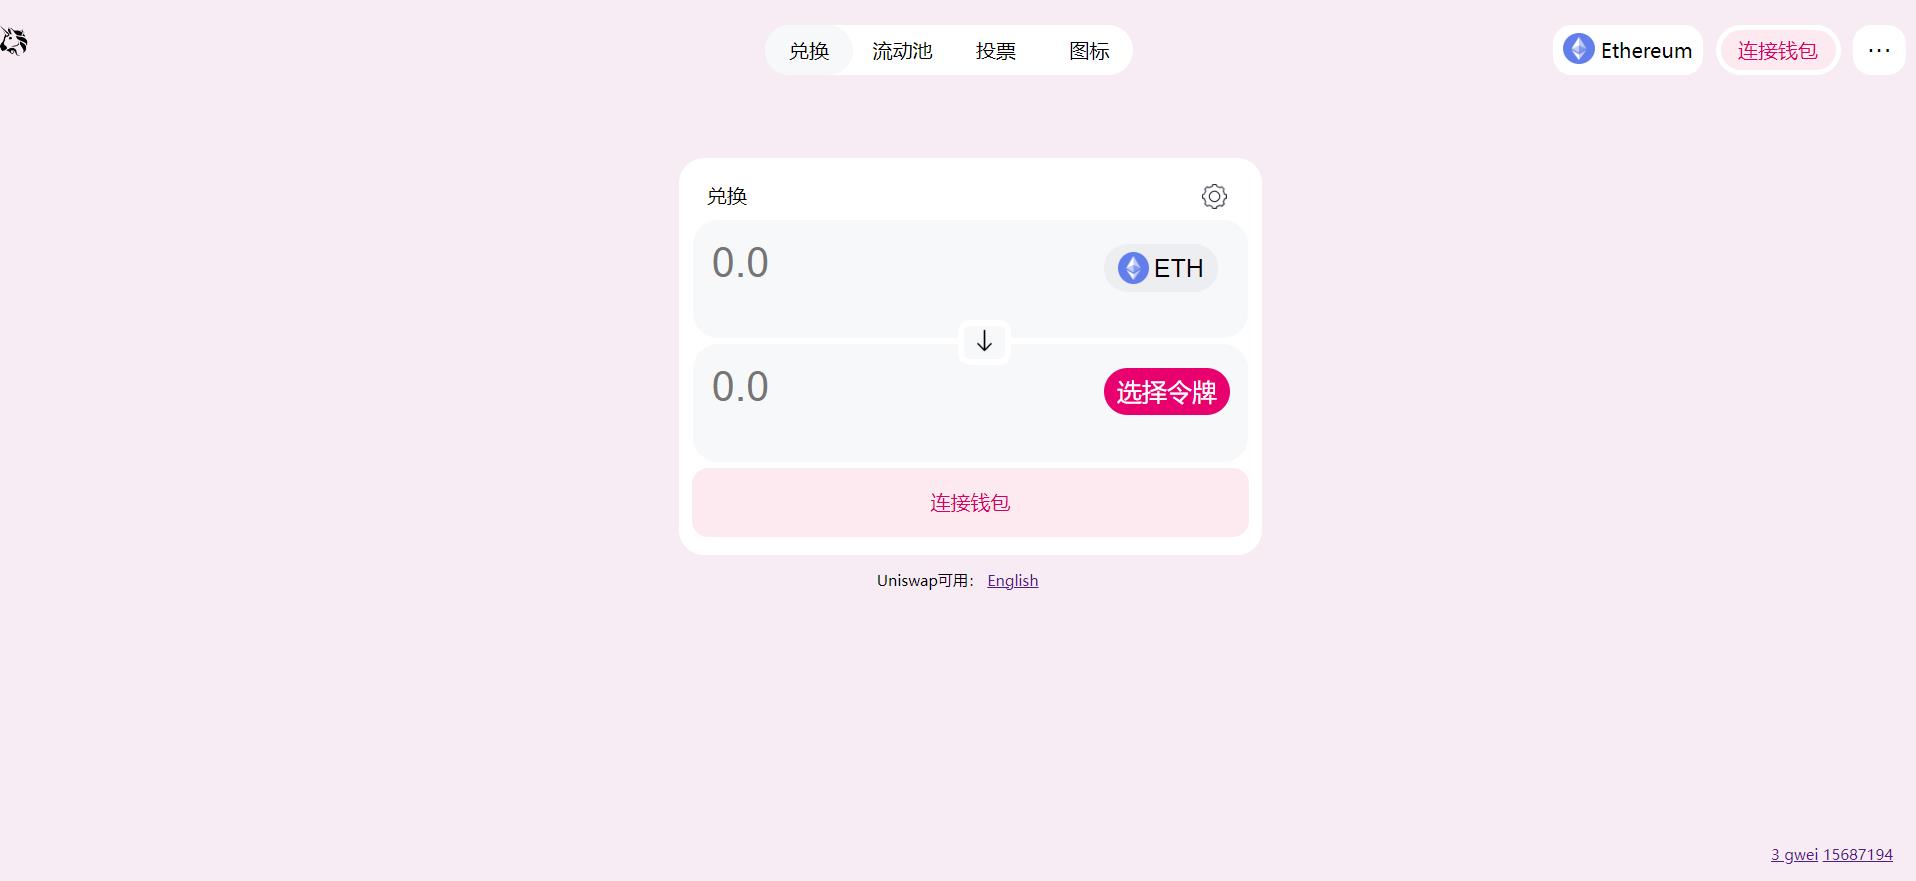 兑换 流动池 投票 图标 Ethereum 连接钱包 ···
兑换
0.0 ETH
0.0 选择令牌
连接钱包
Uniswap可用： English
3 gwei 15687194